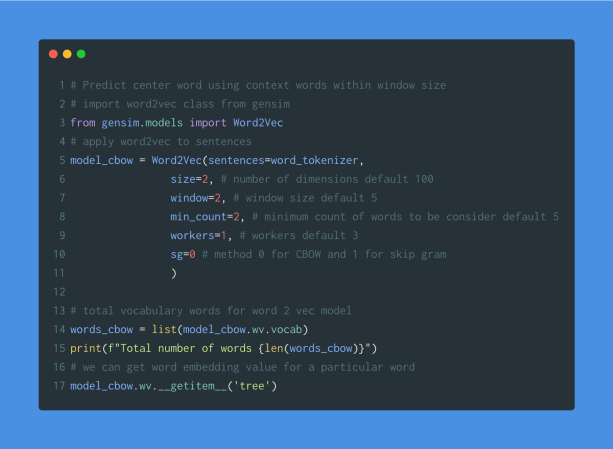 1 # Predict center word using context words within window size
2 # import word2vec class from gensim
3 from gensim.models import Word2Vec
4 # apply word2vec to sentences
5 model_cbow = Word2Vec(sentences=word_tokenizer,
6 size=2, # number of dimensions default 100
7 window=2, # window size default 5
8 min_count=2, # minimum count of words to be consider default 5
9 workers=1, # workers default 3
10 sg=0 # method 0 for CBOW and 1 for skip gram
11 )
12
13 # total vocabulary words for word 2 vec model
14 words_cbow = list(model_cbow.wv.vocab)
15 print(f"Total number of words {len(words_cbow)}")
16 # we can get word embedding value for a particular word
17 model_cbow.wv.__getitem__('tree')